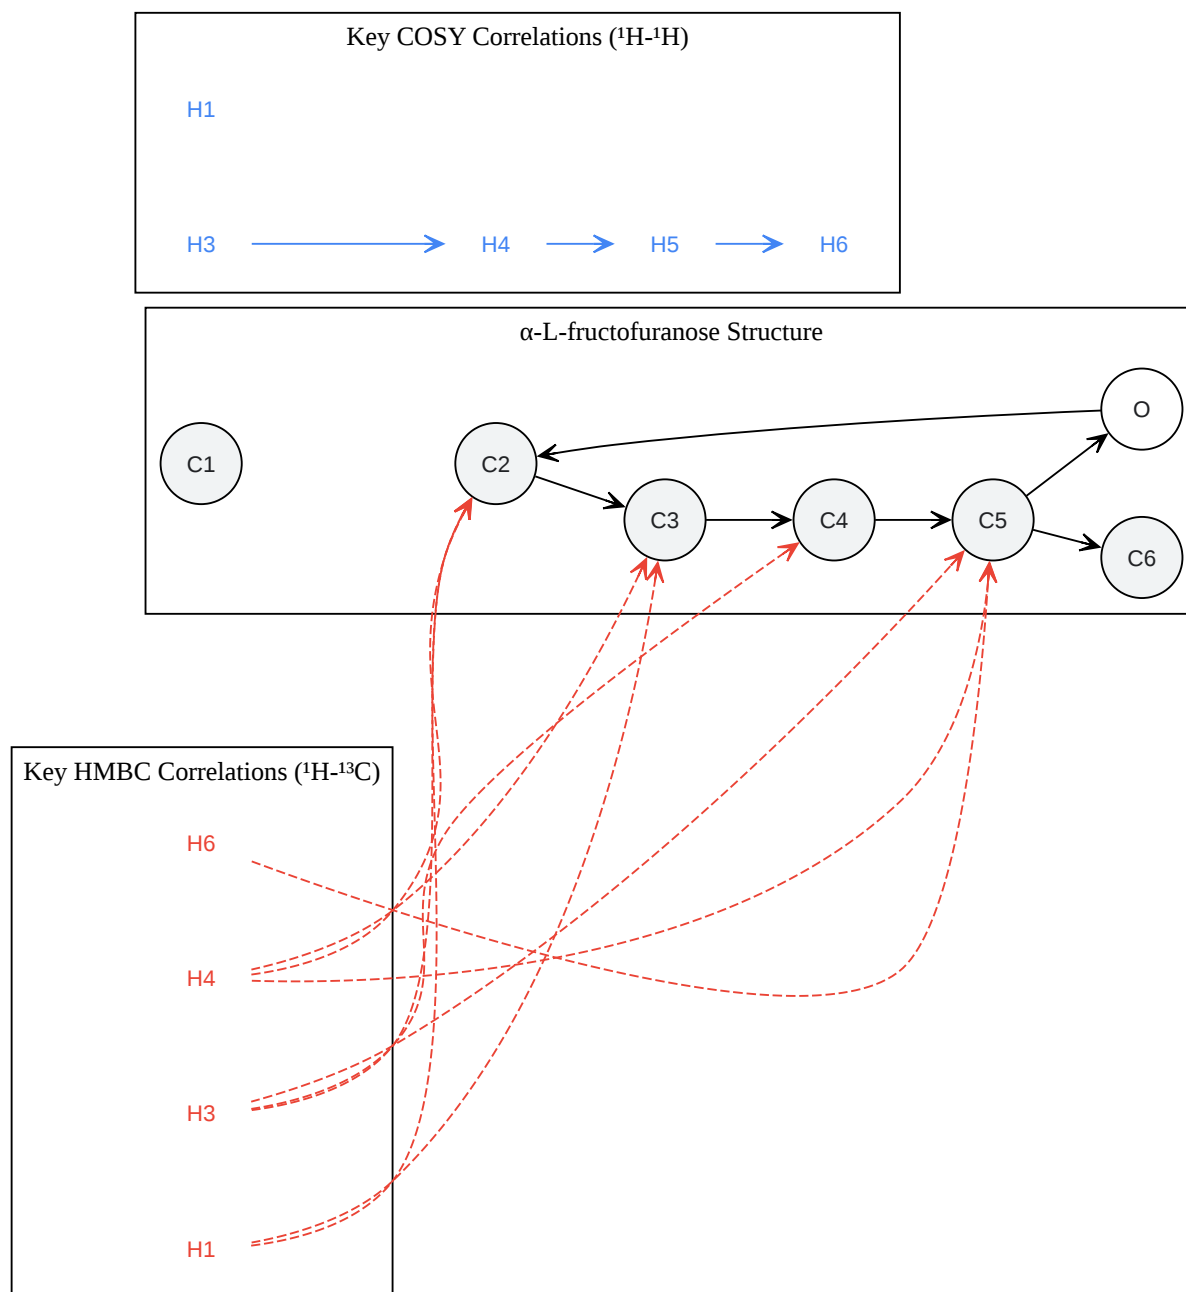 Key COSY Correlations (¹H-¹H)
H1
H3 H4 H5 H6
α-L-fructofuranose Structure
O
C1 C2
C3 C4 C5
C6
Key HMBC Correlations (¹H-¹³C)
H6
H4
H3
H1